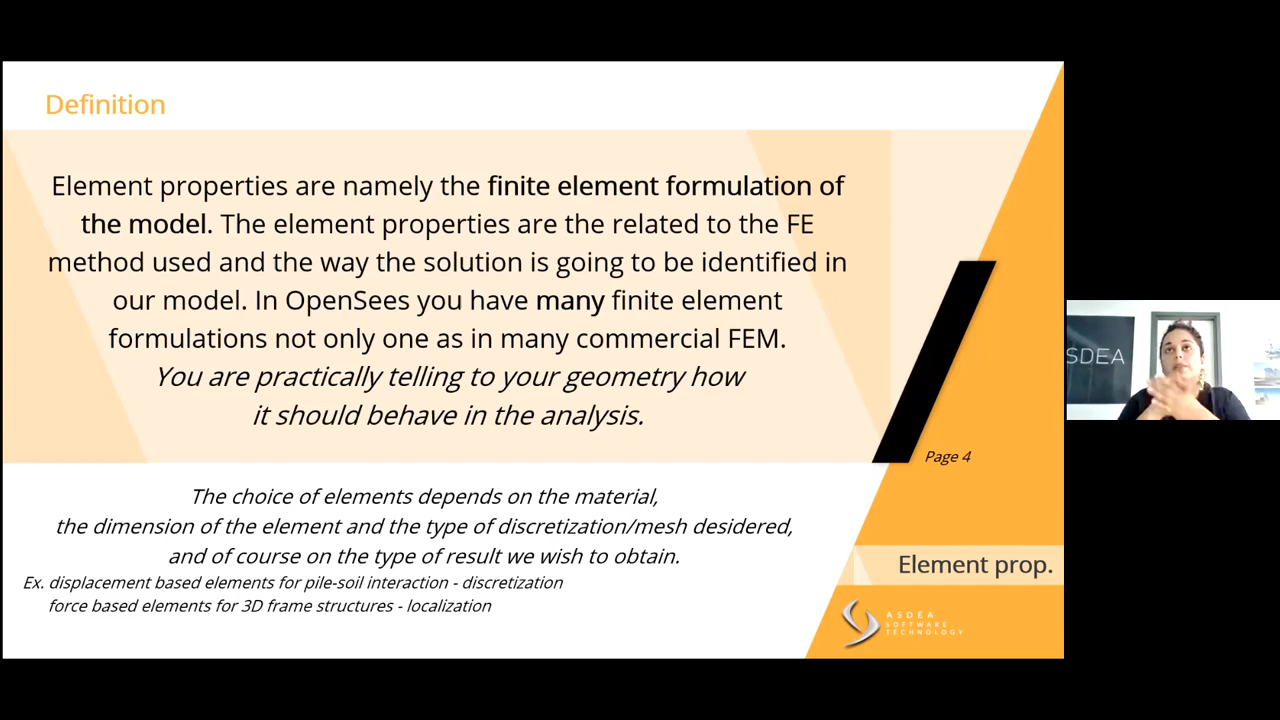 Definition
Element properties are namely the finite element formulation of
the model. The element properties are the related to the FE
method used and the way the solution is going to be identified in
our model. In OpenSees you have many finite element
formulations not only one as in many commercial FEM.
You are practically telling to your geometry how
it should behave in the analysis.
Page 4
The choice of elements depends on the material,
the dimension of the element and the type of discretization/mesh desidered,
and of course on the type of result we wish to obtain.
Ex. displacement based elements for pile-soil interaction - discretization
force based elements for 3D frame structures - localization
Element prop.
ASDEA
SOFTWARE
TECHNOLOGY
SDEA